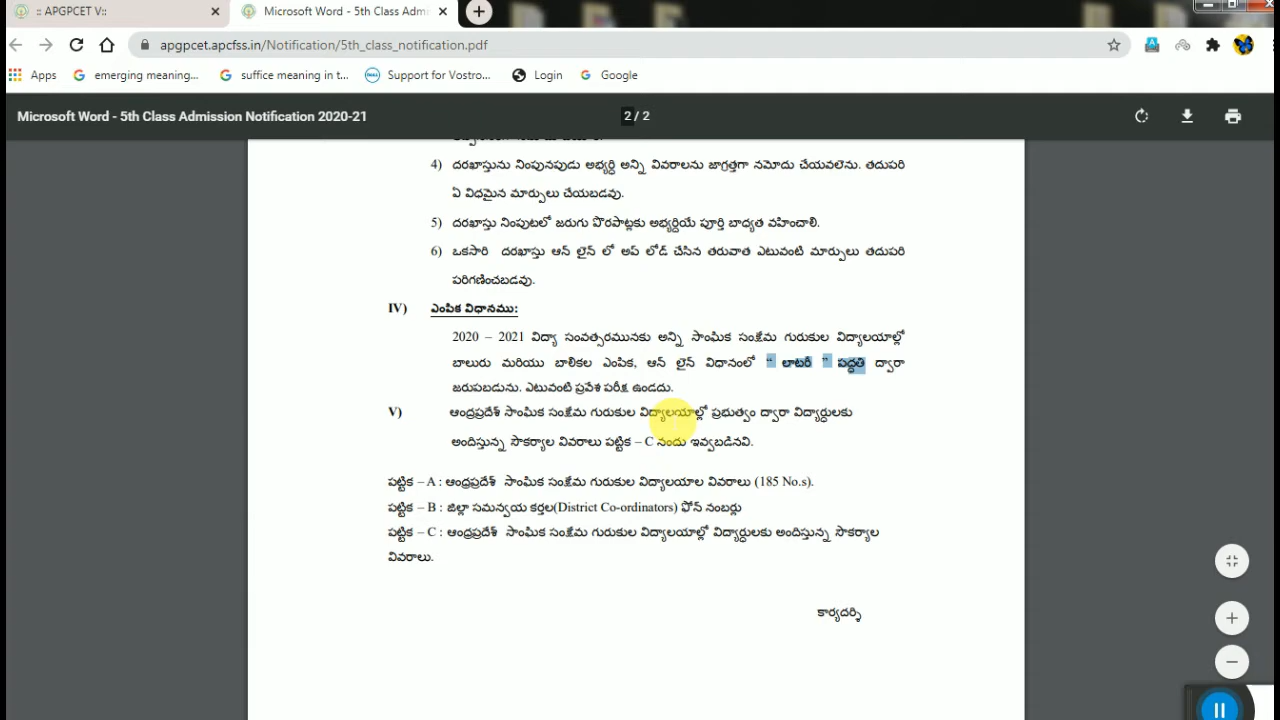 :: APGPCET V::
Microsoft Word - 5th Class Admi
apgpcet.apcfss.in/Notification/5th_class_notification.pdf
Apps
emerging meaning...
suffice meaning in t...
Support for Vostro...
Login
Google
Microsoft Word - 5th Class Admission Notification 2020-21
2 / 2
4) దరఖాస్తును నింపునపుడు అభ్యర్ధి అన్ని వివరాలను జాగ్రత్తగా నమోదు చేయవలెను. తదుపరి
ఏ విధమైన మార్పులు చేయబడవు.
5) దరఖాస్తు నింపుటలో జరుగు పొరపాట్లకు అభ్యర్ధియే పూర్తి బాధ్యత వహించాలి.
6) ఒకసారి దరఖాస్తు ఆన్ లైన్ లో అప్ లోడ్ చేసిన తరువాత ఎటువంటి మార్పులు తదుపరి
పరిగణించబడవు.
IV) ఎంపిక విధానము:
2020 – 2021 విద్యా సంవత్సరమునకు అన్ని సాంఘిక సంక్షేమ గురుకుల విద్యాలయాల్లో
బాలురు మరియు బాలికల ఎంపిక, ఆన్ లైన్ విధానంలో “ లాటరీ ” పద్ధతి ద్వారా
జరుపబడును. ఎటువంటి ప్రవేశ పరీక్ష ఉండదు.
V) ఆంధ్రప్రదేశ్ సాంఘిక సంక్షేమ గురుకుల విద్యాలయాల్లో ప్రభుత్వం ద్వారా విద్యార్ధులకు
అందిస్తున్న సౌకర్యాల వివరాలు పట్టిక – C నందు ఇవ్వబడినవి.
పట్టిక – A : ఆంధ్రప్రదేశ్ సాంఘిక సంక్షేమ గురుకుల విద్యాలయాల వివరాలు (185 No.s).
పట్టిక – B : జిల్లా సమన్వయ కర్తల(District Co-ordinators) ఫోన్ నంబర్లు
పట్టిక – C : ఆంధ్రప్రదేశ్ సాంఘిక సంక్షేమ గురుకుల విద్యాలయాల్లో విద్యార్ధులకు అందిస్తున్న సౌకర్యాల
వివరాలు.
కార్యదర్శి